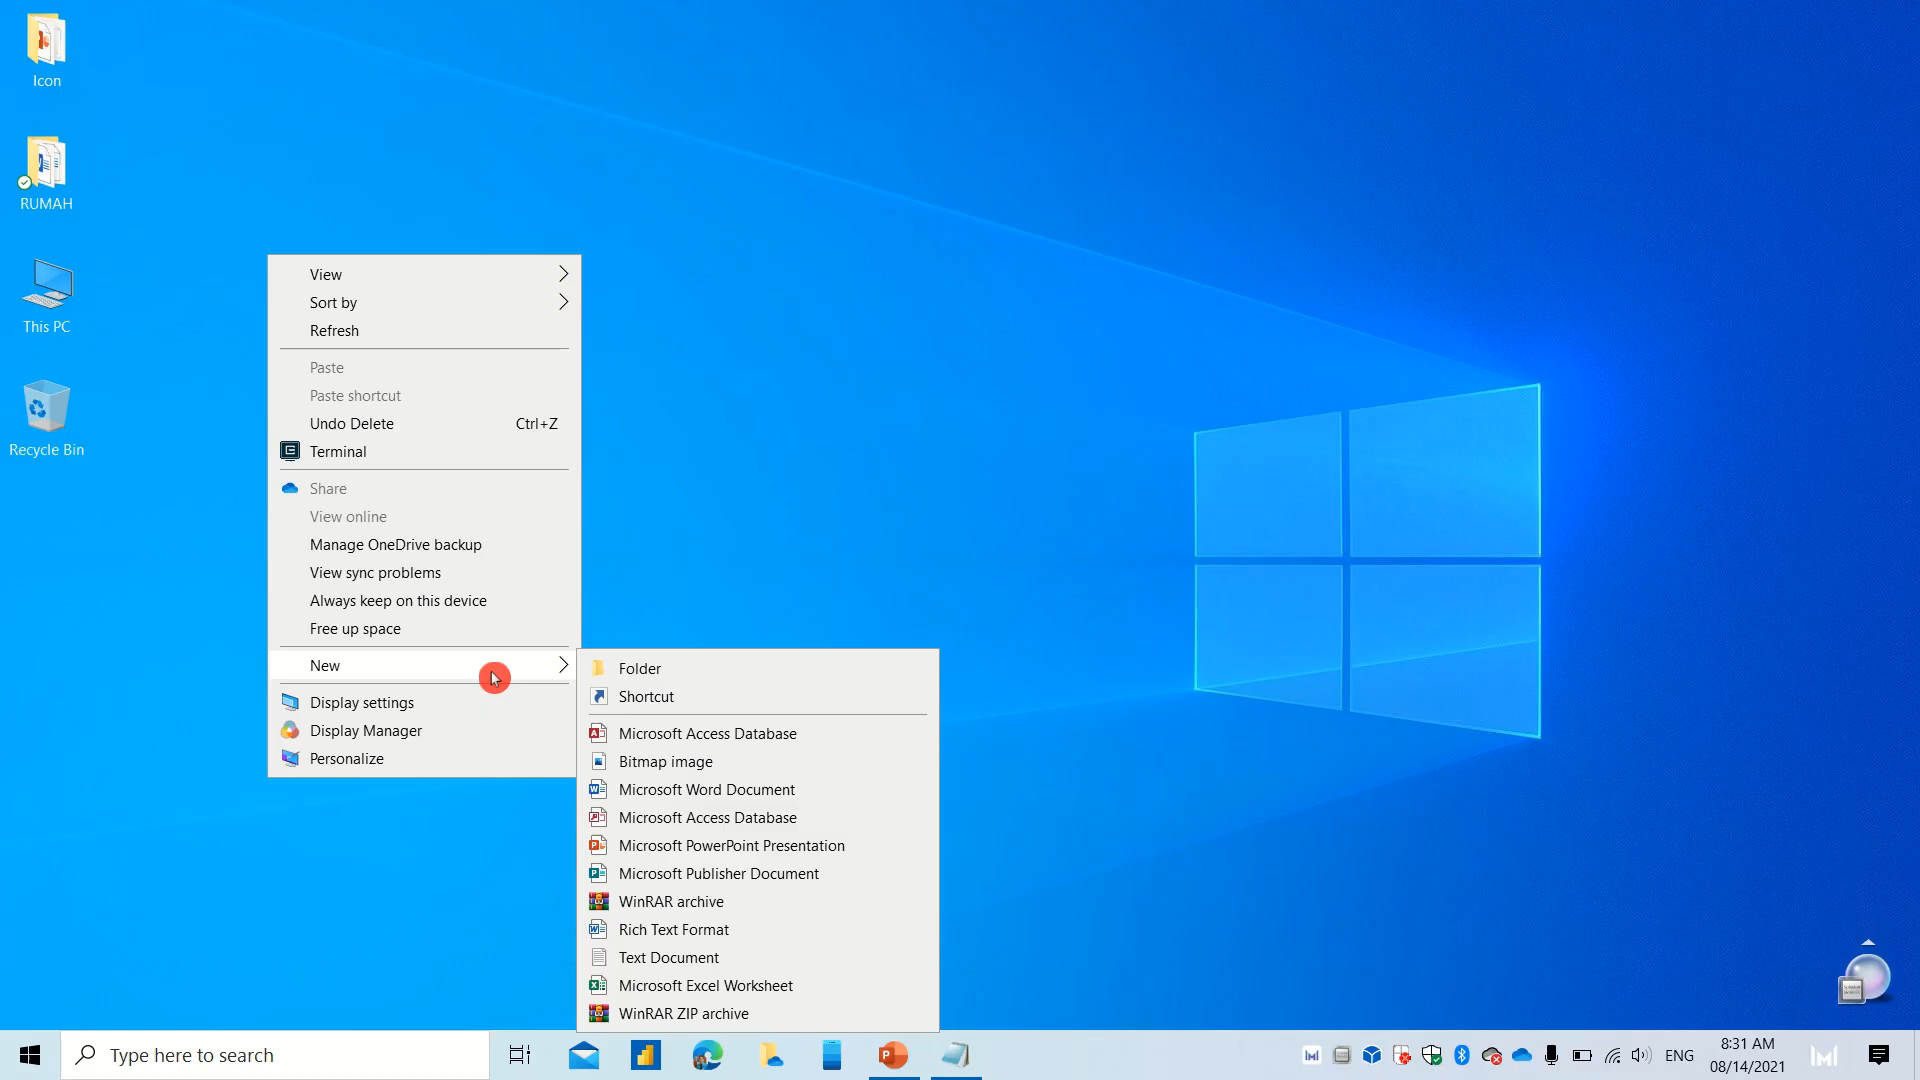 Icon
RUMAH
This PC
Recycle Bin
View
Sort by
Refresh
Paste
Paste shortcut
Undo Delete Ctrl+Z
Terminal
Share
View online
Manage OneDrive backup
View sync problems
Always keep on this device
Free up space
New
Display settings
Display Manager
Personalize
Folder
Shortcut
Microsoft Access Database
Bitmap image
Microsoft Word Document
Microsoft Access Database
Microsoft PowerPoint Presentation
Microsoft Publisher Document
WinRAR archive
Rich Text Format
Text Document
Microsoft Excel Worksheet
WinRAR ZIP archive
Type here to search
ENG
8:31 AM
08/14/2021